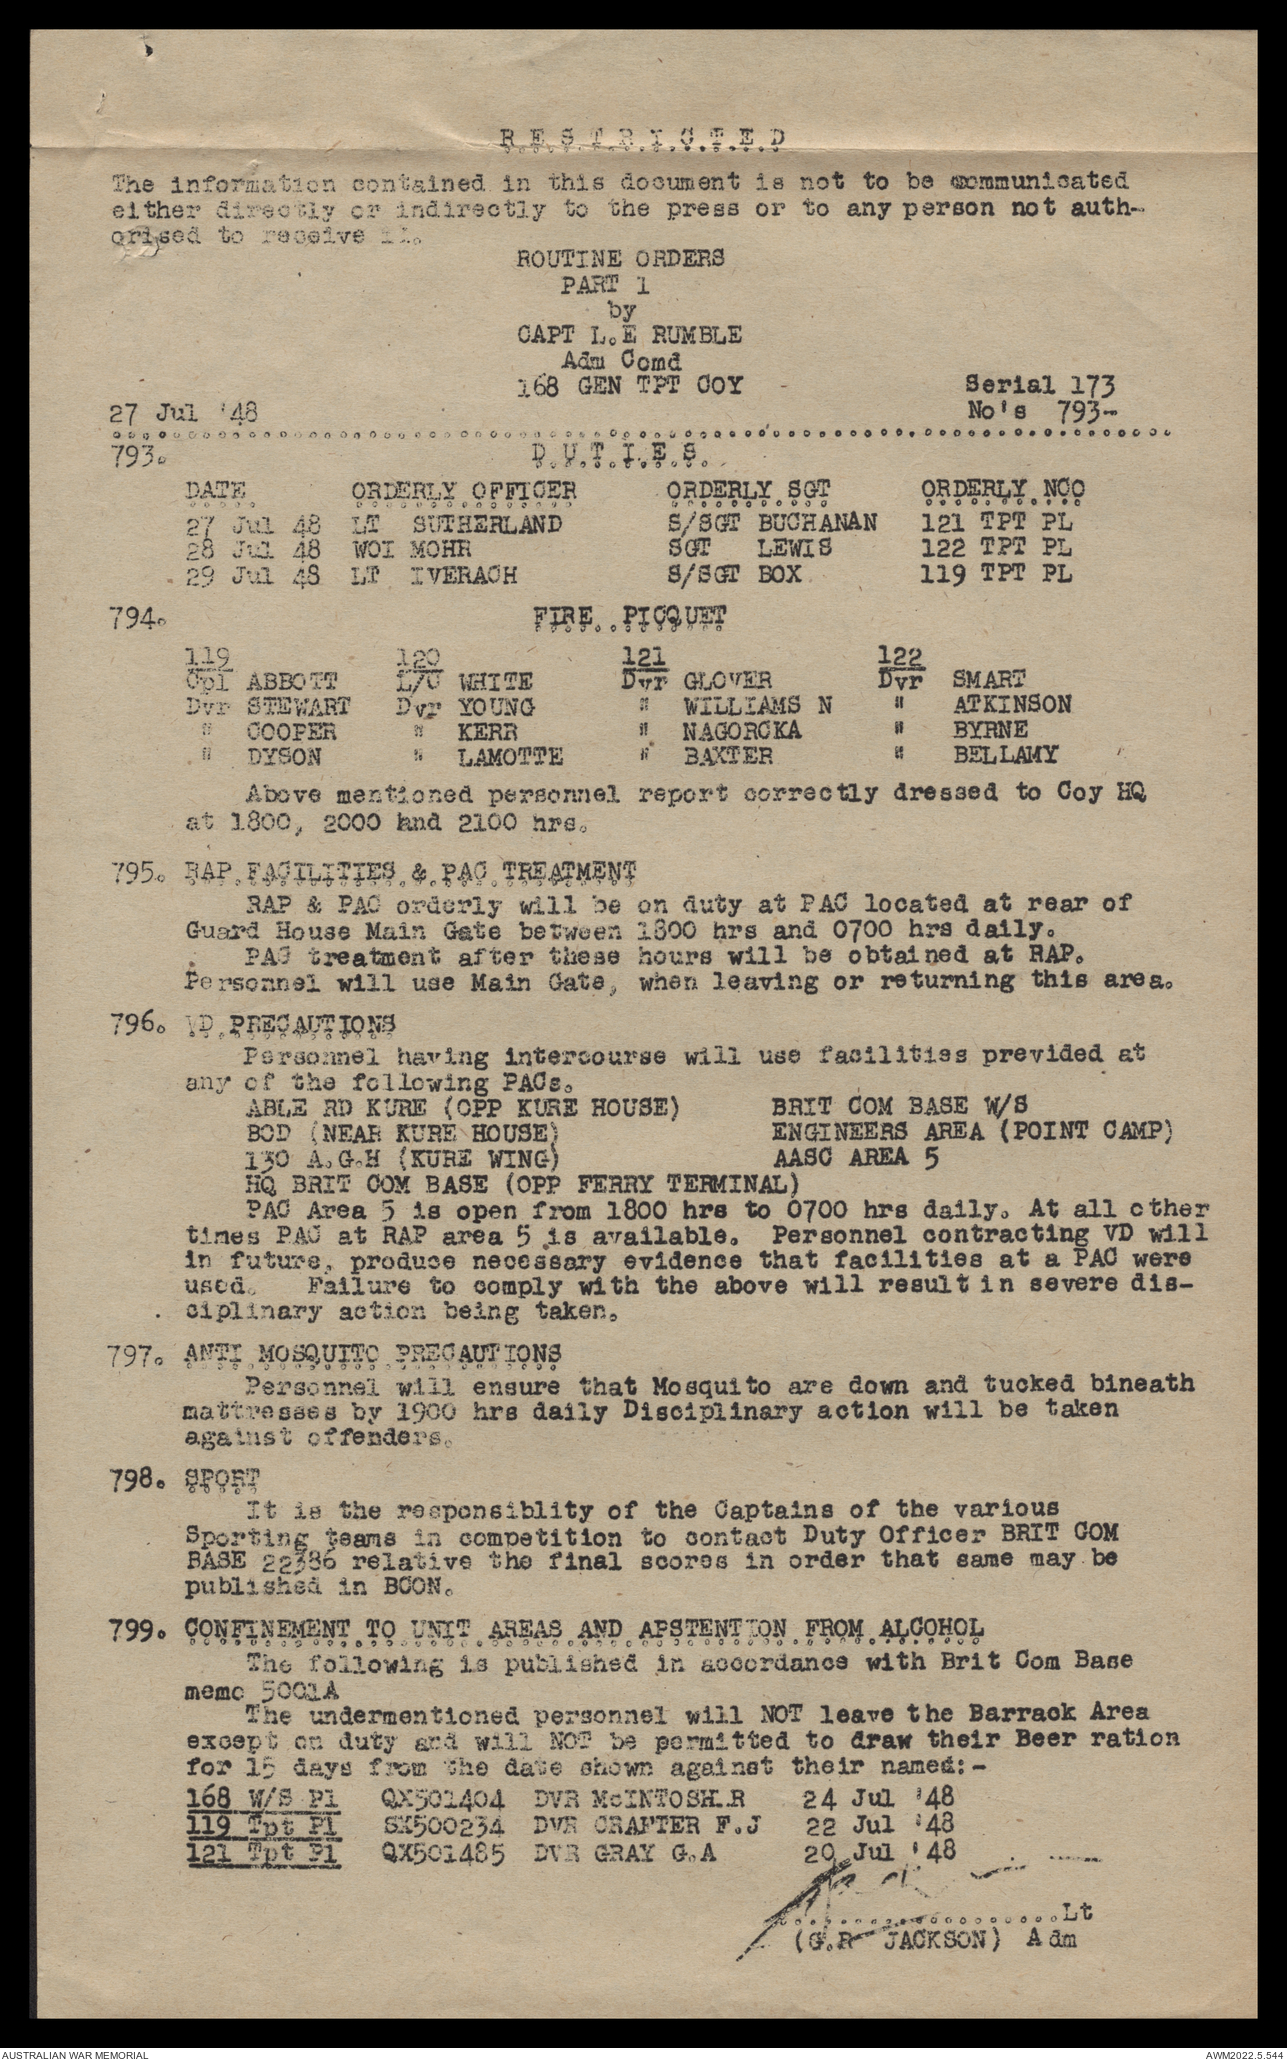 R.E.S.T.R.I.C.T.E.D
The information contained in this document is not to be communicated
either directly or indirectly to the press or to any person not auth-
orised to receive it.
ROUTINE ORDERS
PART 1
by
CAPT L.E RUMBLE
Adm Comd
168 GEN TPT COY
Serial 173
27 Jul '48 No's 793-
793. D.U.T.I.E.S.
DATE ORDERLY OFFICER ORDERLY SGT ORDERLY NCO
27 Jul 48 LT SUTHERLAND S/SGT BUCHANAN 121 TPT PL
28 Jul 48 WOI MOHR SGT LEWIS 122 TPT PL
29 Jul 48 LT IVERACH S/SGT BOX 119 TPT PL
794. FIRE PICQUET
119 120 121 122
Cpl ABBOTT L/C WHITE Dvr GLOVER Dvr SMART
Dvr STEWART Dvr YOUNG " WILLIAMS N " ATKINSON
" COOPER " KERR " NAGORCKA " BYRNE
" DYSON " LAMOTTE " BAXTER " BELLAMY
Above mentioned personnel report correctly dressed to Coy HQ
at 1800, 2000 and 2100 hrs.
795. RAP FACILITIES & PAC TREATMENT
RAP & PAC orderly will be on duty at PAC located at rear of
Guard House Main Gate between 1800 hrs and 0700 hrs daily.
PAC treatment after these hours will be obtained at RAP.
Personnel will use Main Gate, when leaving or returning this area.
796. VD PRECAUTIONS
Personnel having intercourse will use facilities previded at
any of the following PACs.
ABLE RD KURE (OPP KURE HOUSE) BRIT COM BASE W/S
BOD (NEAR KURE HOUSE) ENGINEERS AREA (POINT CAMP)
130 A.G.H (KURE WING) AASC AREA 5
HQ BRIT COM BASE (OPP FERRY TERMINAL)
PAC Area 5 is open from 1800 hrs to 0700 hrs daily. At all other
times PAC at RAP area 5 is available. Personnel contracting VD will
in future, produce necessary evidence that facilities at a PAC were
used. Failure to comply with the above will result in severe dis-
ciplinary action being taken.
797. ANTI MOSQUITO PRECAUTIONS
Personnel will ensure that Mosquito are down and tucked bineath
mattresses by 1900 hrs daily Disciplinary action will be taken
against offenders.
798. SPORT
It is the responsiblity of the Captains of the various
Sporting teams in competition to contact Duty Officer BRIT COM
BASE 22386 relative the final scores in order that same may be
published in BCON.
799. CONFINEMENT TO UNIT AREAS AND APSTENTION FROM ALCOHOL
The following is published in accordance with Brit Com Base
memo 5001A
The undermentioned personnel will NOT leave the Barrack Area
except on duty and will NOT be permitted to draw their Beer ration
for 15 days from the date shown against their named:-
168 W/S Pl QX501404 DVR McINTOSH.R 24 Jul '48
119 Tpt Pl SX500234 DVR CRAFTER F.J 22 Jul '48
121 Tpt Pl QX501485 DVR GRAY G.A 20 Jul '48
...................Lt
(G.R JACKSON) Adm
AUSTRALIAN WAR MEMORIAL AWM2022.5.544